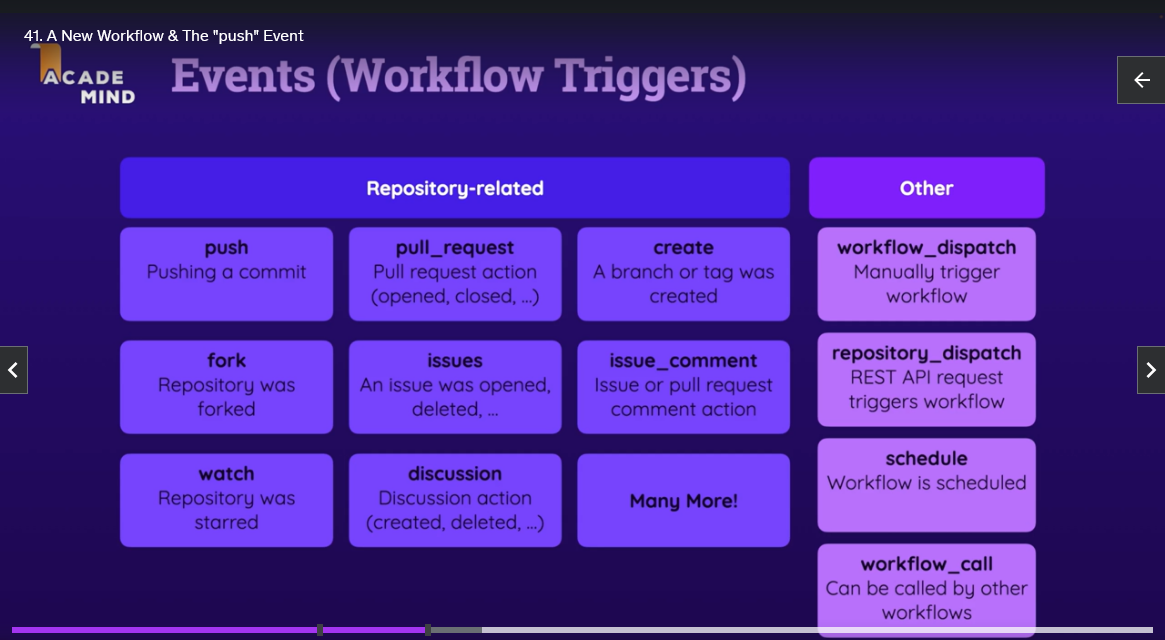 41. A New Workflow & The "push" Event
ACADE
MIND
Events (Workflow Triggers)
Repository-related
Other
push
Pushing a commit
pull_request
Pull request action
(opened, closed, ...)
create
A branch or tag was
created
workflow_dispatch
Manually trigger
workflow
fork
Repository was
forked
issues
An issue was opened,
deleted, ...
issue_comment
Issue or pull request
comment action
repository_dispatch
REST API request
triggers workflow
watch
Repository was
starred
discussion
Discussion action
(created, deleted, ...)
Many More!
schedule
Workflow is scheduled
workflow_call
Can be called by other
workflows